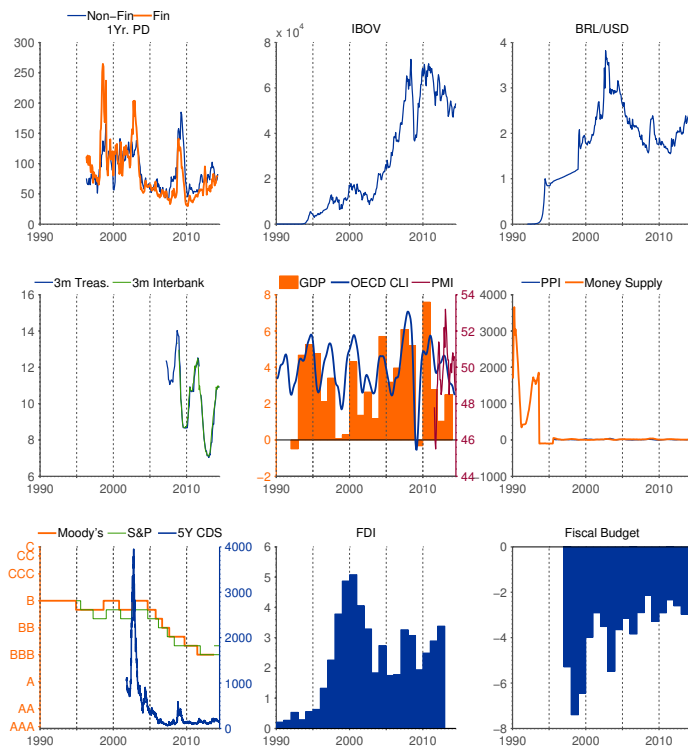 Non−Fin Fin
1Yr. PD
300
250
200
150
100
50
0
1990 2000 2010
x 10^4
IBOV
8
6
4
2
0
1990 2000 2010
BRL/USD
4
3
2
1
0
1990 2000 2010
3m Treas. 3m Interbank
16
14
12
10
8
6
1990 2000 2010
GDP OECD CLI PMI
8
6
4
2
0
−2
54
52
50
48
46
44
1990 2000 2010
PPI Money Supply
4000
3000
2000
1000
0
−1000
1990 2000 2010
Moody's S&P 5Y CDS
C
CC
CCC
B
BB
BBB
A
AA
AAA
4000
3000
2000
1000
0
1990 2000 2010
FDI
6
5
4
3
2
1
0
1990 2000 2010
Fiscal Budget
0
−2
−4
−6
−8
1990 2000 2010